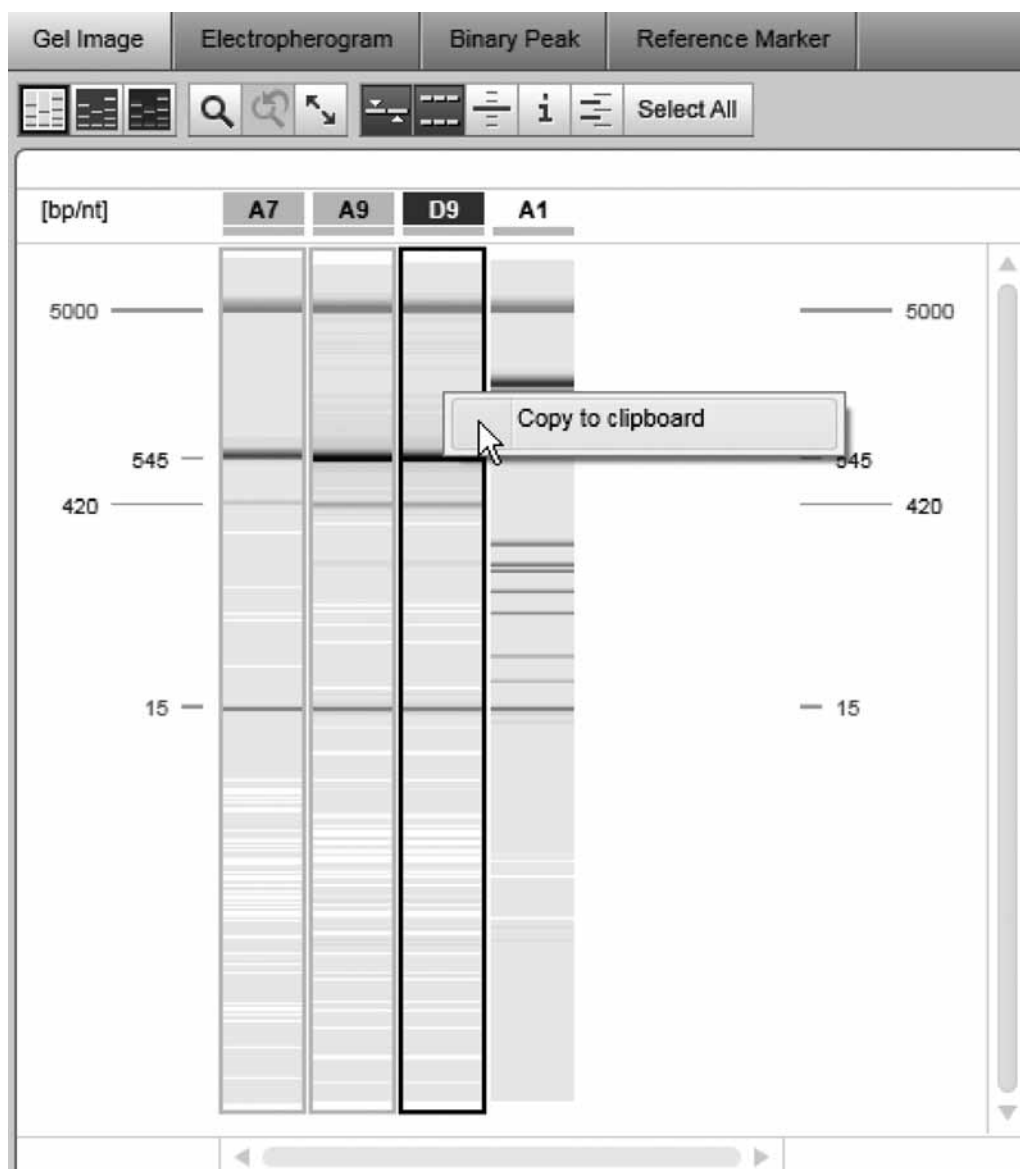 Gel Image Electropherogram Binary Peak Reference Marker
i Select All
[bp/nt] A7 A9 D9 A1
5000 5000
Copy to clipboard
545 545
420 420
15 15